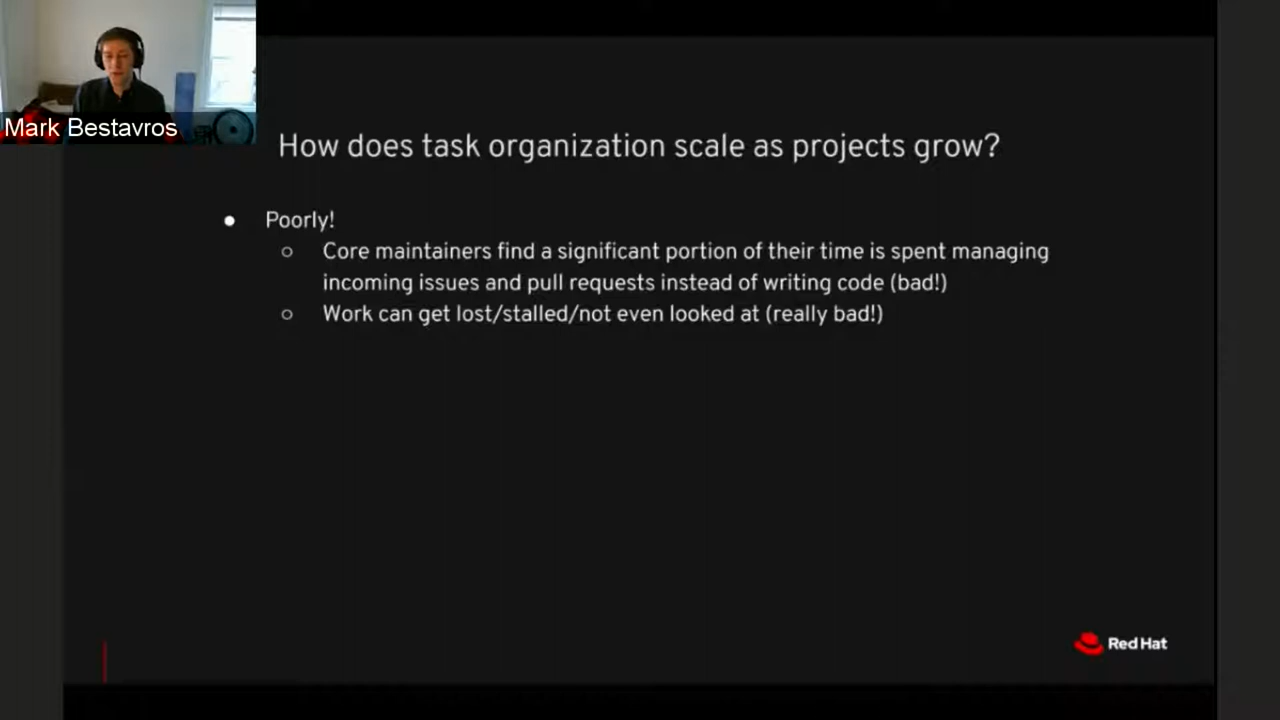 Mark Bestavros
How does task organization scale as projects grow?
● Poorly!
○ Core maintainers find a significant portion of their time is spent managing
incoming issues and pull requests instead of writing code (bad!)
○ Work can get lost/stalled/not even looked at (really bad!)
Red Hat